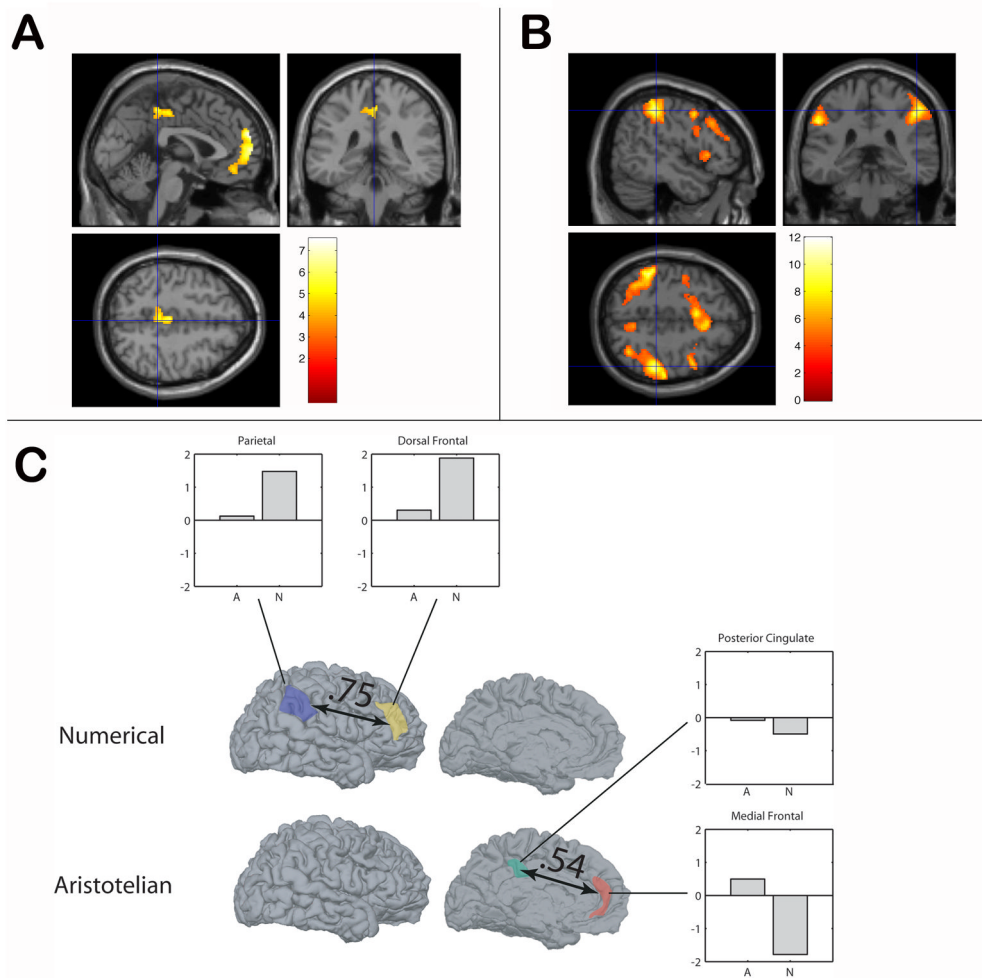 A
B
7
6
5
4
3
2
12
10
8
6
4
2
0
C
Parietal
2
1
0
-1
-2
A N
Dorsal Frontal
2
1
0
-1
-2
A N
Numerical
.75
Posterior Cingulate
2
1
0
-1
-2
A N
Aristotelian
.54
Medial Frontal
2
1
0
-1
-2
A N